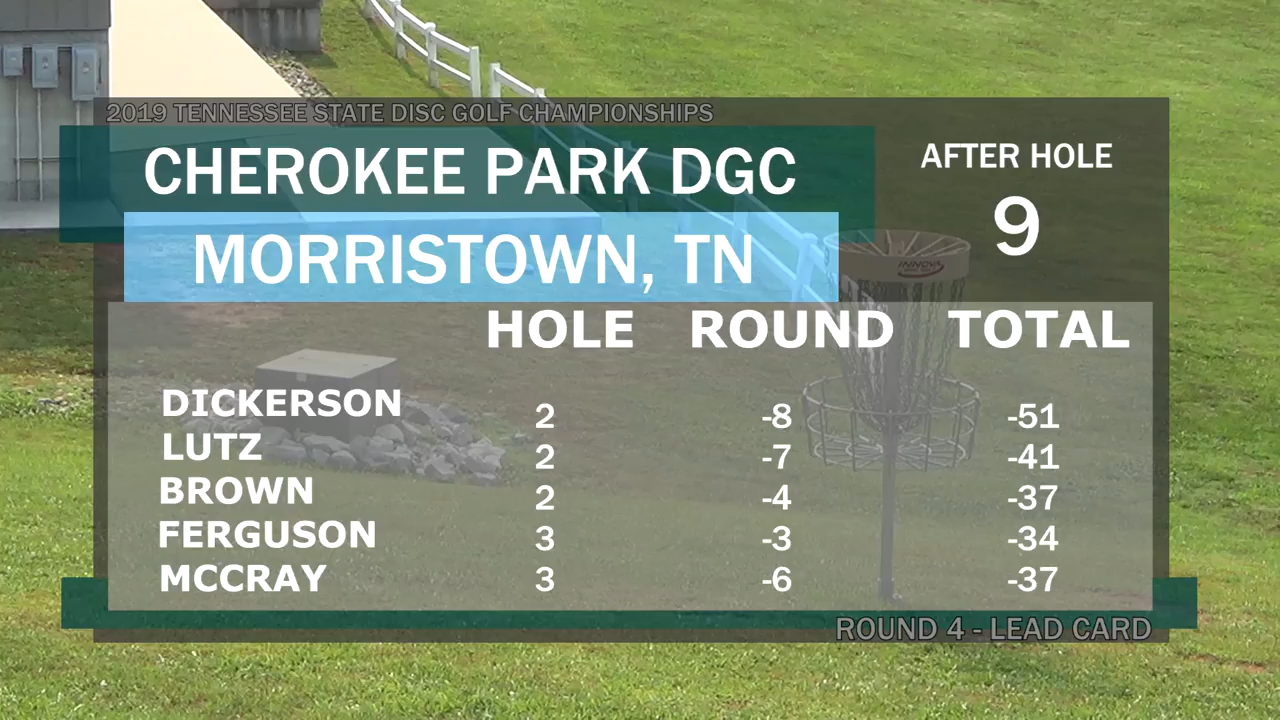 2019 TENNESSEE STATE DISC GOLF CHAMPIONSHIPS
CHEROKEE PARK DGC
MORRISTOWN, TN
AFTER HOLE
9
INNOVA
HOLE ROUND TOTAL
DICKERSON 2 -8 -51
LUTZ 2 -7 -41
BROWN 2 -4 -37
FERGUSON 3 -3 -34
MCCRAY 3 -6 -37
ROUND 4 - LEAD CARD